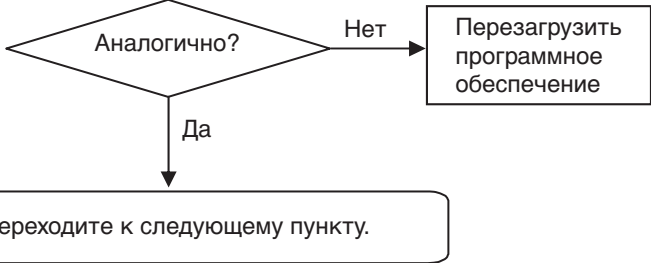 Аналогично?
Нет
Перезагрузить
программное
обеспечение
Да
ереходите к следующему пункту.